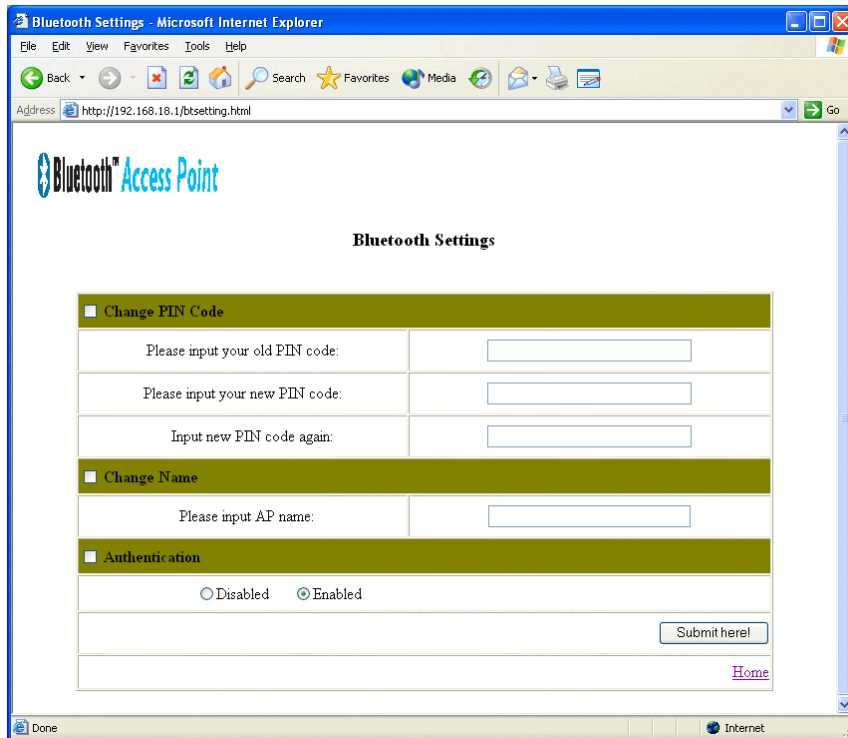 Bluetooth Settings - Microsoft Internet Explorer
File Edit View Favorites Tools Help
Back Search Favorites Media
Address http://192.168.18.1/btsetting.html Go
Bluetooth™ Access Point
Bluetooth Settings
Change PIN Code
Please input your old PIN code:
Please input your new PIN code:
Input new PIN code again:
Change Name
Please input AP name:
Authentication
Disabled Enabled
Submit here!
Home
Done Internet